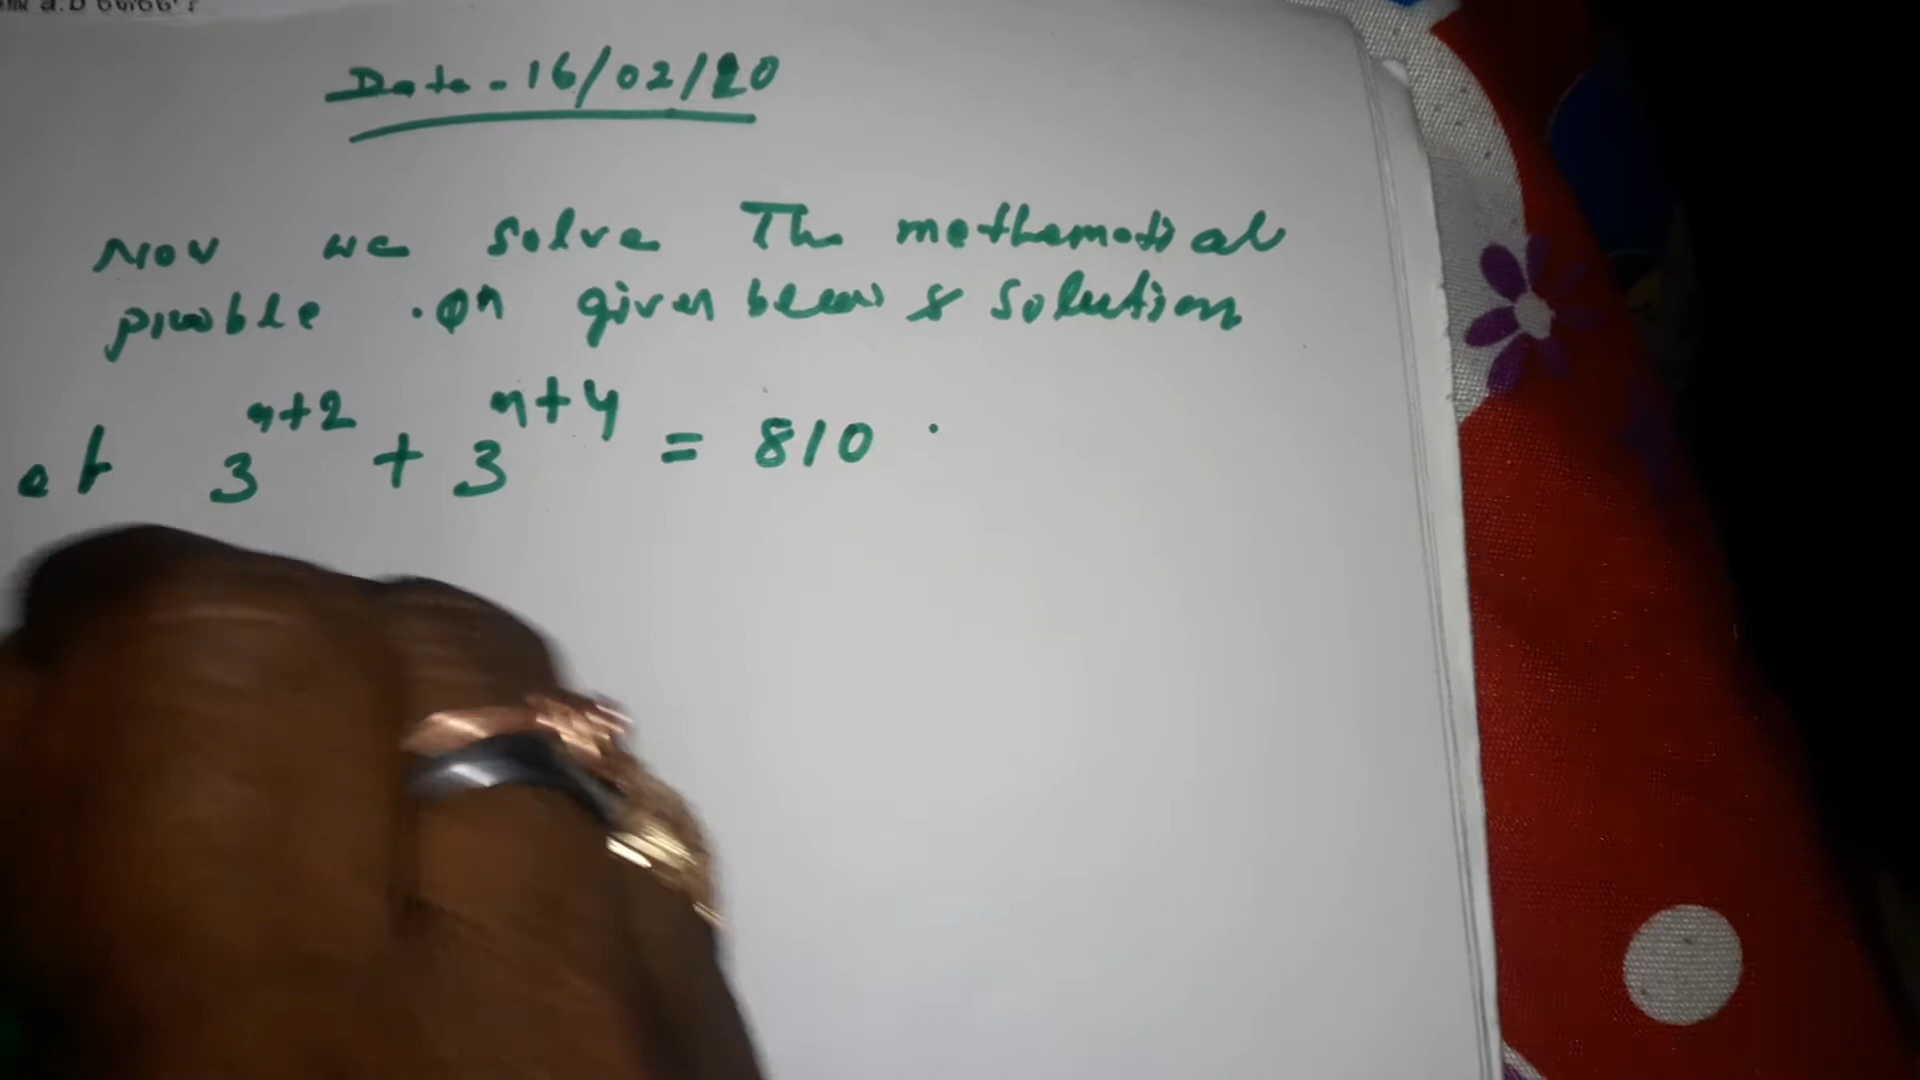 Date - 16/02/20
Now we solve The mathematical
proble . on given below & solution
3^{n+2} + 3^{n+4} = 810 .